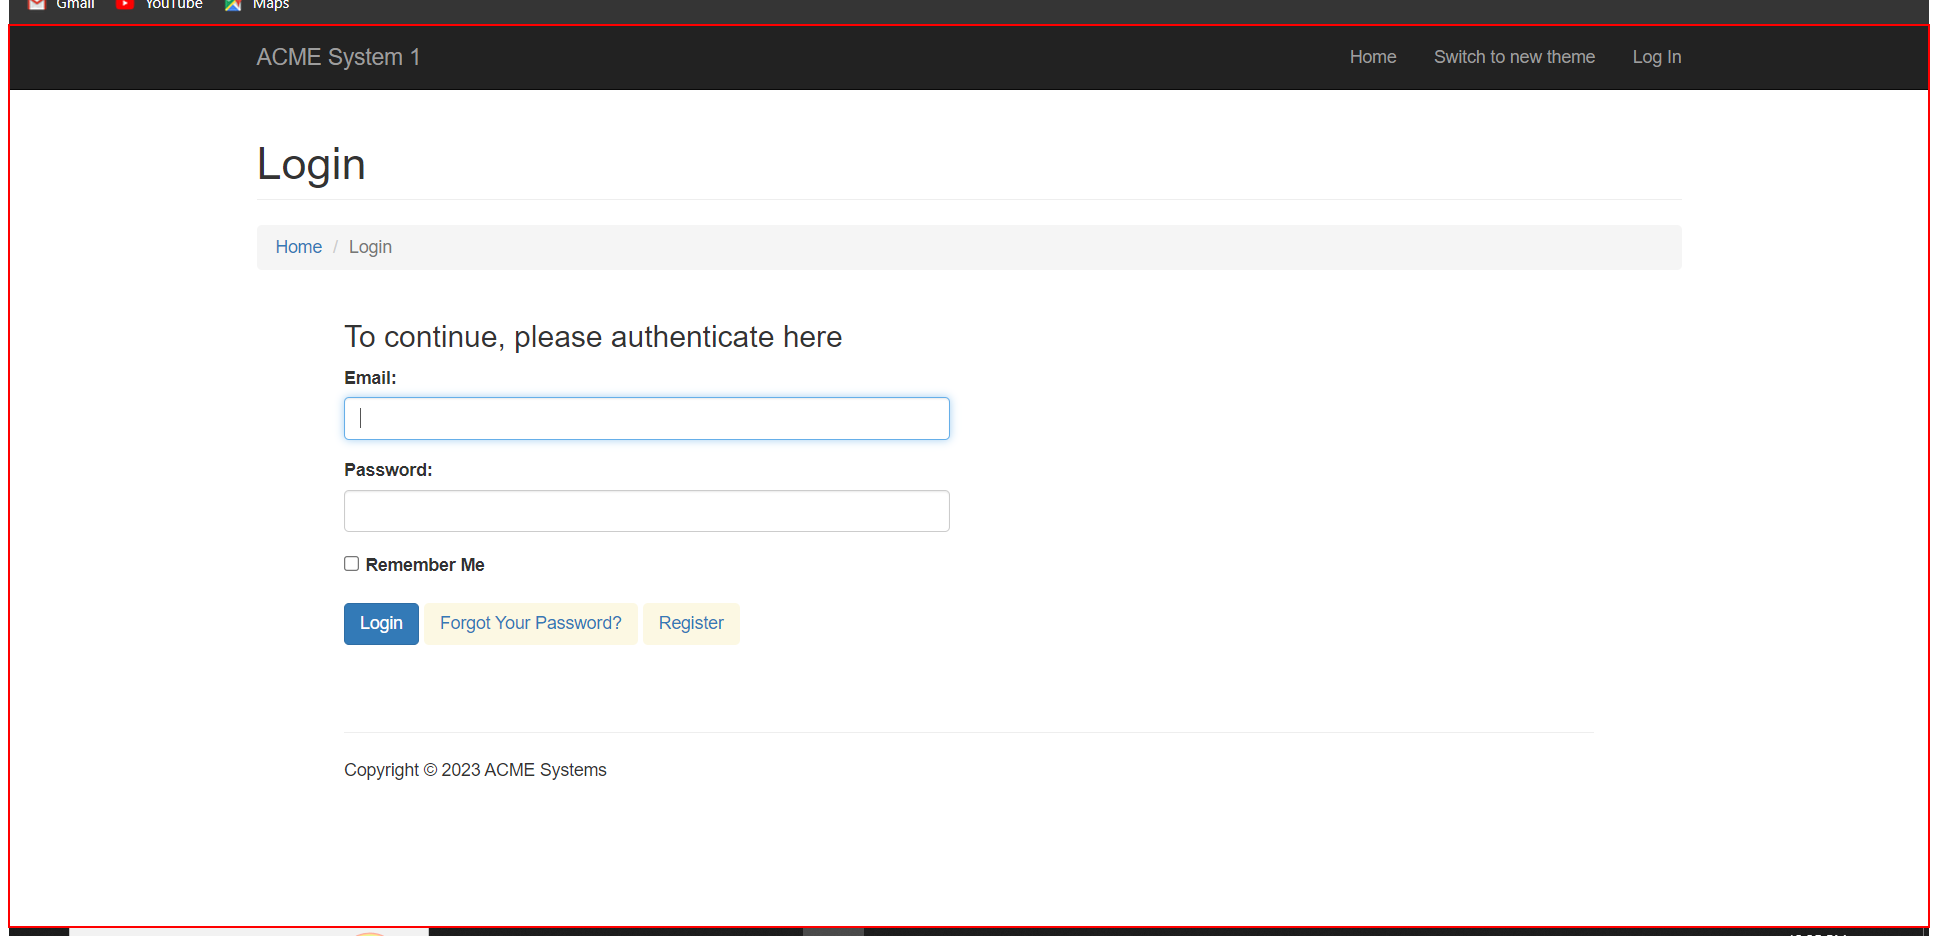 Gmail YouTube Maps
ACME System 1 Home Switch to new theme Log In
Login
Home / Login
To continue, please authenticate here
Email:
Password:
Remember Me
Login Forgot Your Password? Register
Copyright © 2023 ACME Systems